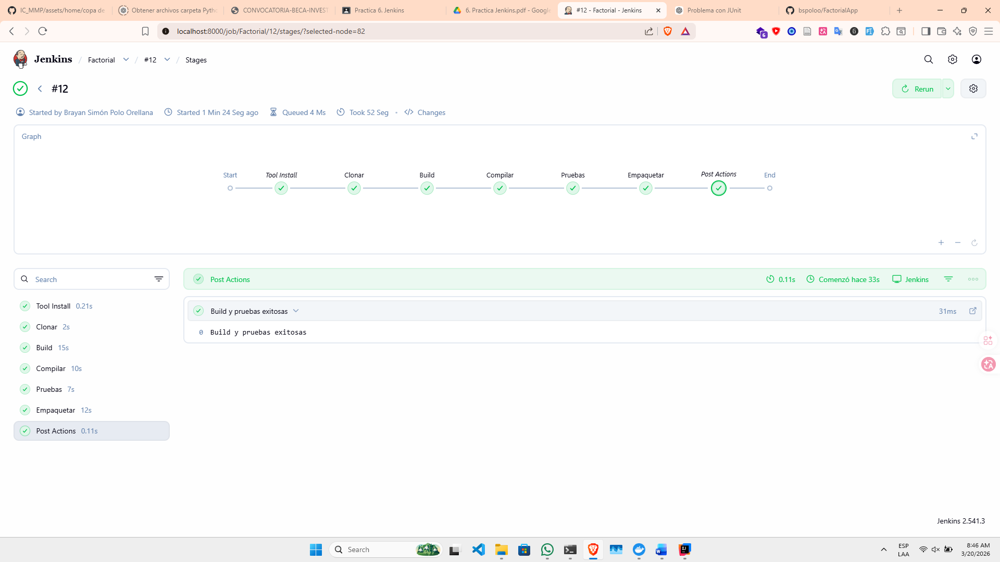 IC_MMP/assets/home/copa de
Obtener archivos carpeta Pytho
CONVOCATORIA-BECA-INVEST
Practica 6. Jenkins
6. Practica Jenkins.pdf - Google
#12 - Factorial - Jenkins
Problema con JUnit
bspoloo/FactorialApp
localhost:8000/job/Factorial/12/stages/?selected-node=82
6
Jenkins / Factorial / #12 / Stages
#12
Rerun
Started by Brayan Simón Polo Orellana
Started 1 Min 24 Seg ago
Queued 4 Ms
Took 52 Seg
Changes
Graph
Start
Tool Install
Clonar
Build
Compilar
Pruebas
Empaquetar
Post Actions
End
Search
Tool Install 0.21s
Clonar 2s
Build 15s
Compilar 10s
Pruebas 7s
Empaquetar 12s
Post Actions 0.11s
Post Actions
0.11s
Comenzó hace 33s
Jenkins
Build y pruebas exitosas
31ms
0 Build y pruebas exitosas
Jenkins 2.541.3
Search
ESP
LAA
8:46 AM
3/20/2026